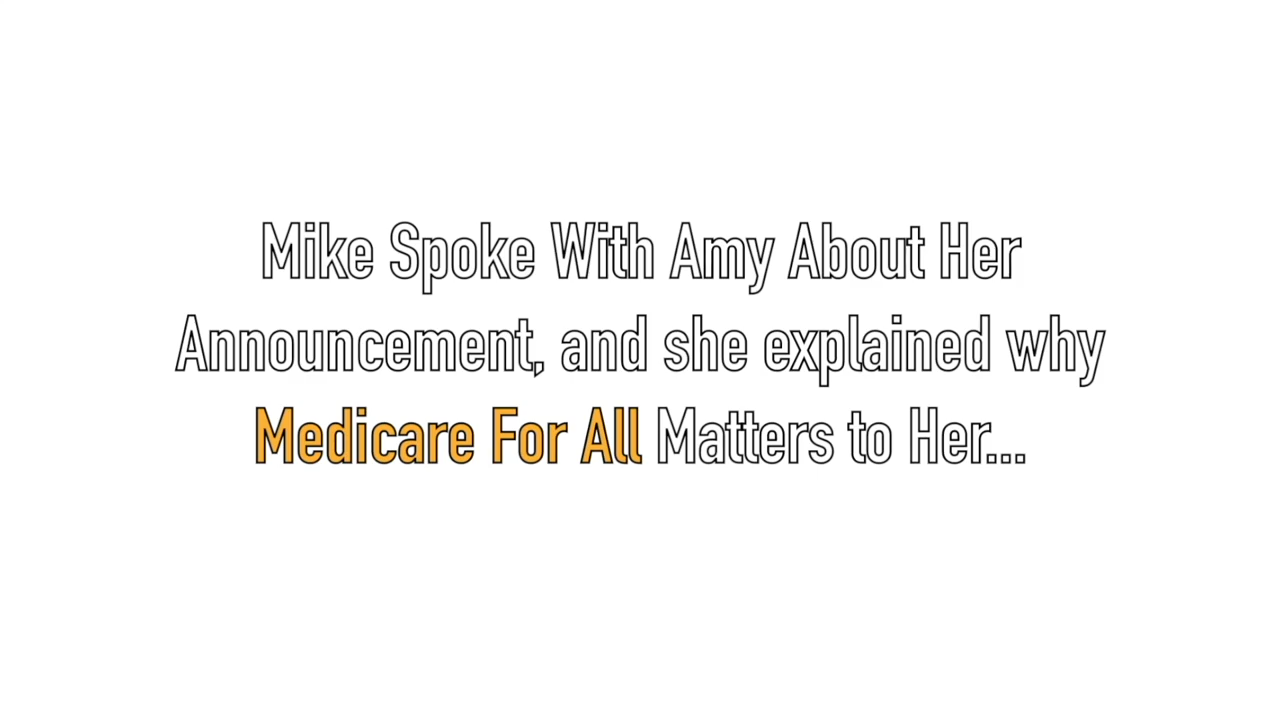 Mike Spoke With Amy About Her
Announcement, and she explained why
Medicare For All Matters to Her...